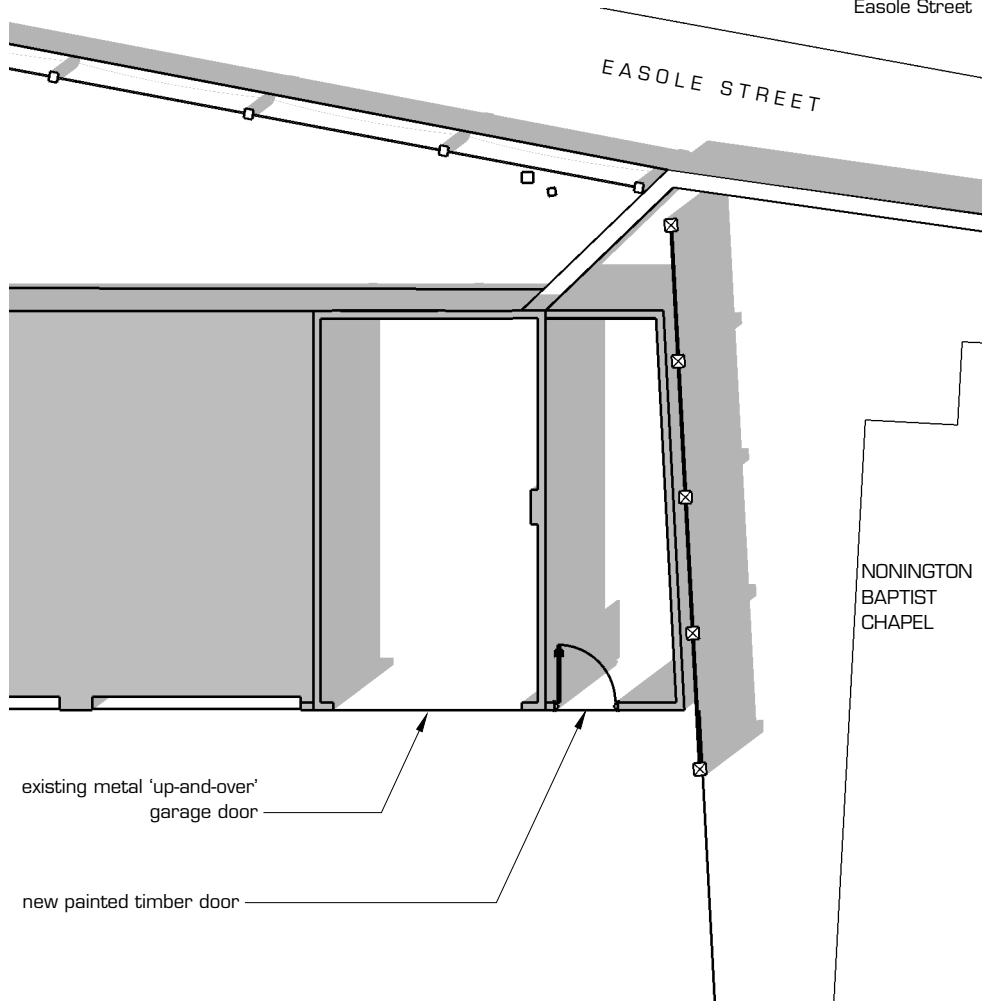 Easole Street
EASOLE STREET
NONINGTON
BAPTIST
CHAPEL
existing metal ‘up-and-over’
garage door
new painted timber door